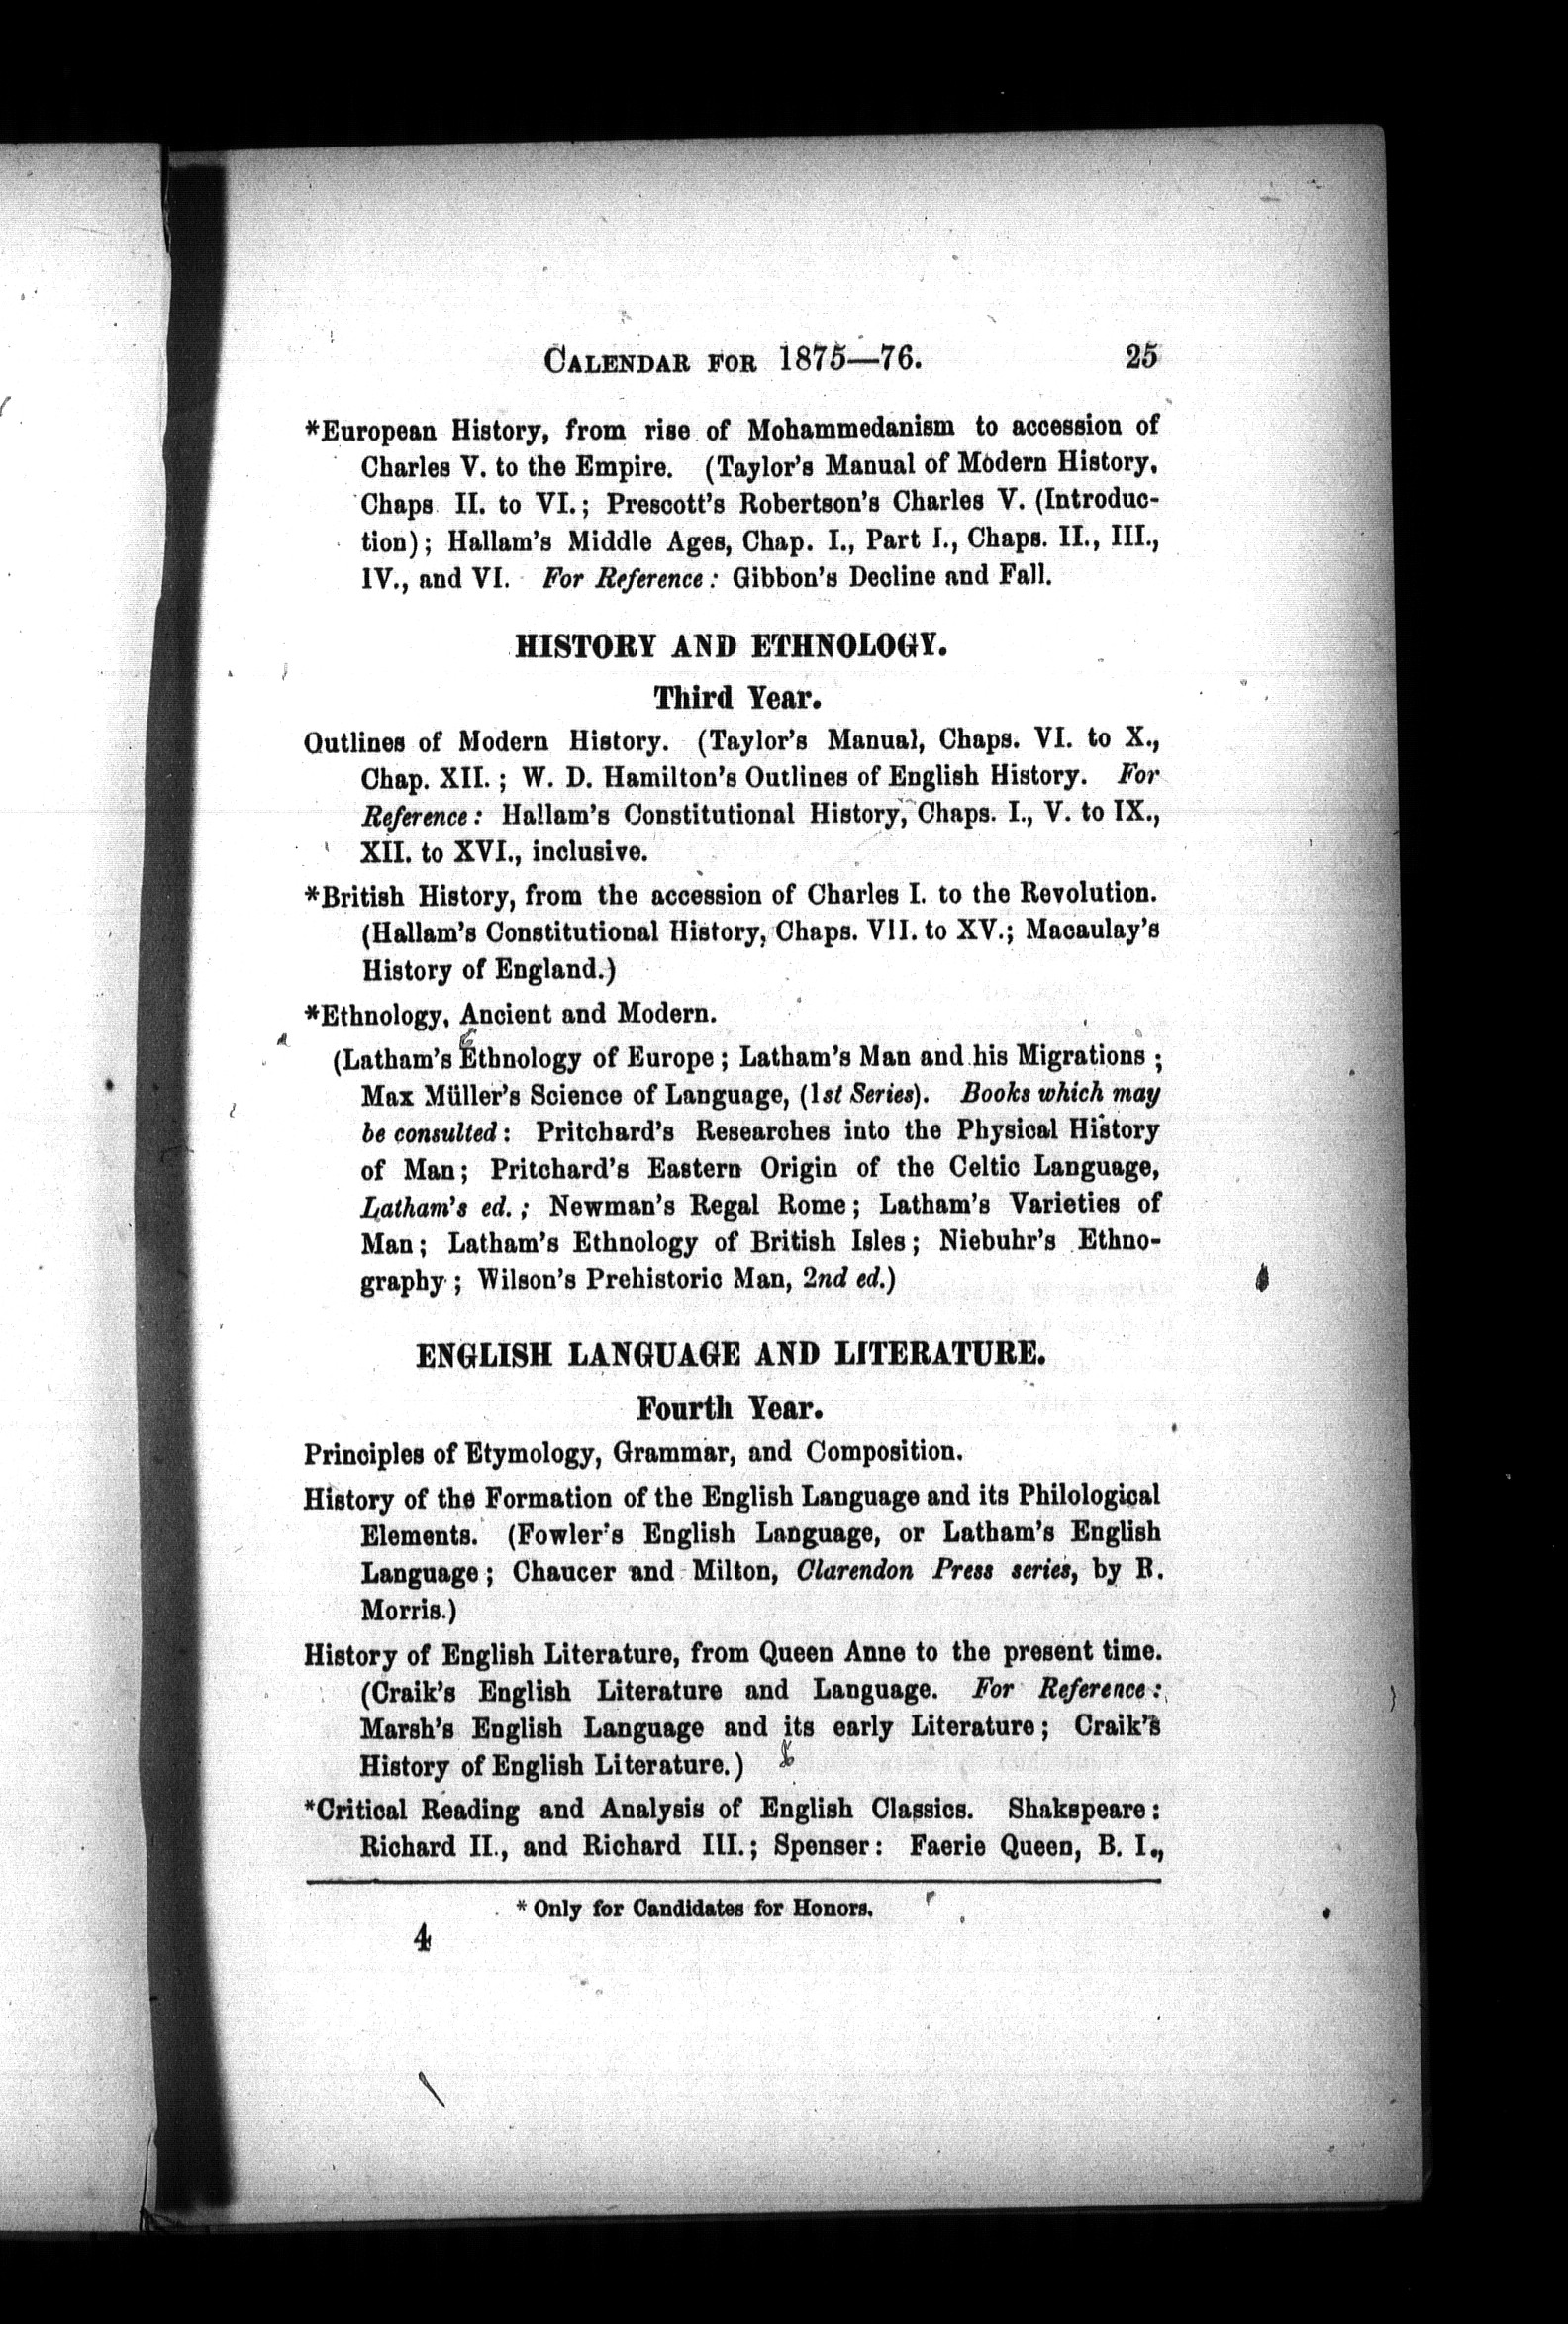 CALENDAR FOR 1875—76. 25
*European History, from rise of Mohammedanism to accession of
Charles V. to the Empire. (Taylor's Manual of Modern History,
Chaps. II. to VI.; Prescott's Robertson's Charles V. (Introduc-
tion); Hallam's Middle Ages, Chap. I., Part I., Chaps. II., III.,
IV., and VI. For Reference: Gibbon's Decline and Fall.
HISTORY AND ETHNOLOGY.
Third Year.
Outlines of Modern History. (Taylor's Manual, Chaps. VI. to X.,
Chap. XII.; W. D. Hamilton's Outlines of English History. For
Reference: Hallam's Constitutional History, Chaps. I., V. to IX.,
XII. to XVI., inclusive.
*British History, from the accession of Charles I. to the Revolution.
(Hallam's Constitutional History, Chaps. VII. to XV.; Macaulay's
History of England.)
*Ethnology, Ancient and Modern.
(Latham's Ethnology of Europe; Latham's Man and his Migrations;
Max Müller's Science of Language, (1st Series). Books which may
be consulted: Pritchard's Researches into the Physical History
of Man; Pritchard's Eastern Origin of the Celtic Language,
Latham's ed.; Newman's Regal Rome; Latham's Varieties of
Man; Latham's Ethnology of British Isles; Niebuhr's Ethno-
graphy; Wilson's Prehistoric Man, 2nd ed.)
ENGLISH LANGUAGE AND LITERATURE.
Fourth Year.
Principles of Etymology, Grammar, and Composition.
History of the Formation of the English Language and its Philological
Elements. (Fowler's English Language, or Latham's English
Language; Chaucer and Milton, Clarendon Press series, by R.
Morris.)
History of English Literature, from Queen Anne to the present time.
(Craik's English Literature and Language. For Reference:
Marsh's English Language and its early Literature; Craik's
History of English Literature.)
*Critical Reading and Analysis of English Classics. Shakspeare:
Richard II., and Richard III.; Spenser: Faerie Queen, B. I.,
* Only for Candidates for Honors.
4